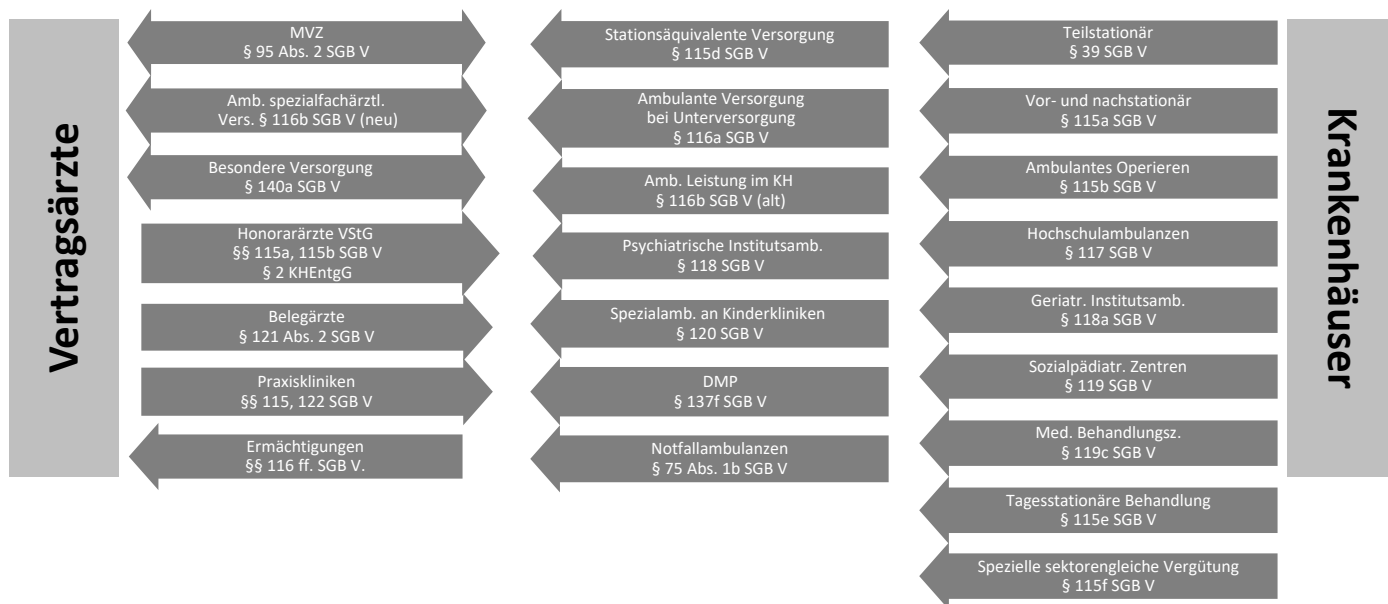 Vertragsärzte
MVZ
§ 95 Abs. 2 SGB V
Amb. spezialfachärztl.
Vers. § 116b SGB V (neu)
Besondere Versorgung
§ 140a SGB V
Honorarärzte VStG
§§ 115a, 115b SGB V
§ 2 KHEntgG
Belegärzte
§ 121 Abs. 2 SGB V
Praxiskliniken
§§ 115, 122 SGB V
Ermächtigungen
§§ 116 ff. SGB V.
Stationsäquivalente Versorgung
§ 115d SGB V
Ambulante Versorgung
bei Unterversorgung
§ 116a SGB V
Amb. Leistung im KH
§ 116b SGB V (alt)
Psychiatrische Institutsamb.
§ 118 SGB V
Spezialamb. an Kinderkliniken
§ 120 SGB V
DMP
§ 137f SGB V
Notfallambulanzen
§ 75 Abs. 1b SGB V
Teilstationär
§ 39 SGB V
Vor- und nachstationär
§ 115a SGB V
Ambulantes Operieren
§ 115b SGB V
Hochschulambulanzen
§ 117 SGB V
Geriatr. Institutsamb.
§ 118a SGB V
Sozialpädiatr. Zentren
§ 119 SGB V
Med. Behandlungsz.
§ 119c SGB V
Tagesstationäre Behandlung
§ 115e SGB V
Spezielle sektorengleiche Vergütung
§ 115f SGB V
Krankenhäuser